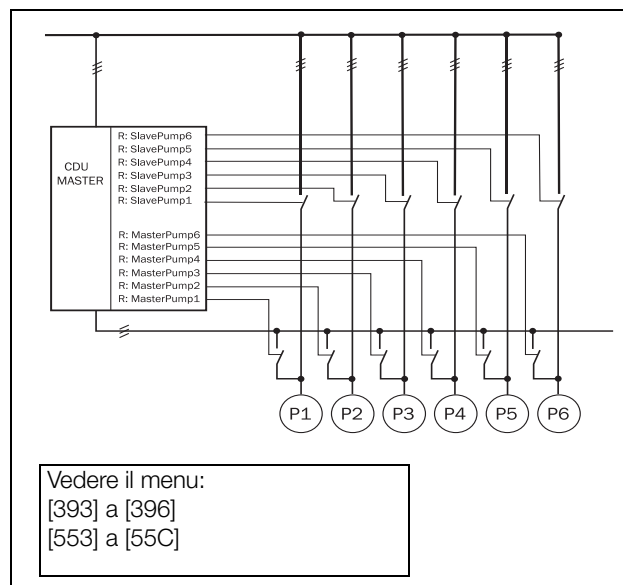 CDU
MASTER
R: SlavePump6
R: SlavePump5
R: SlavePump4
R: SlavePump3
R: SlavePump2
R: SlavePump1
R: MasterPump6
R: MasterPump5
R: MasterPump4
R: MasterPump3
R: MasterPump2
R: MasterPump1
P1 P2 P3 P4 P5 P6
Vedere il menu:
[393] a [396]
[553] a [55C]